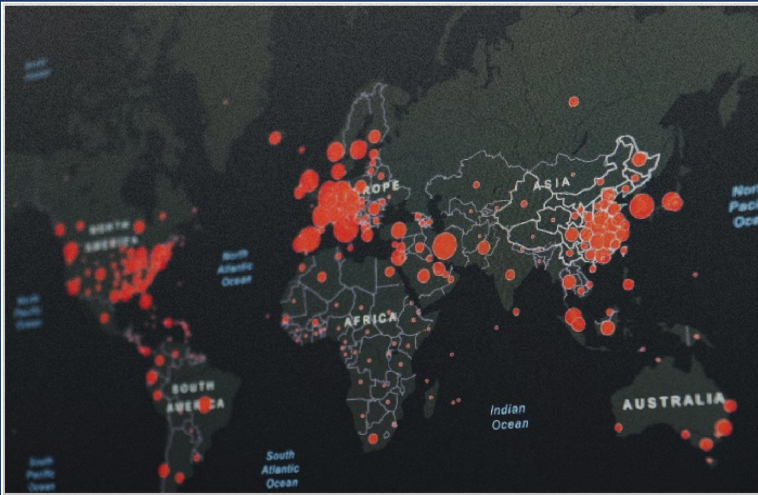 NORTH
AMERICA
North
Atlantic
Ocean
North
Pacific
Ocean
ASIA
AFRICA
SOUTH
AMERICA
Indian
Ocean
AUSTRALIA
South
Atlantic
Ocean
South
Pacific
Ocean